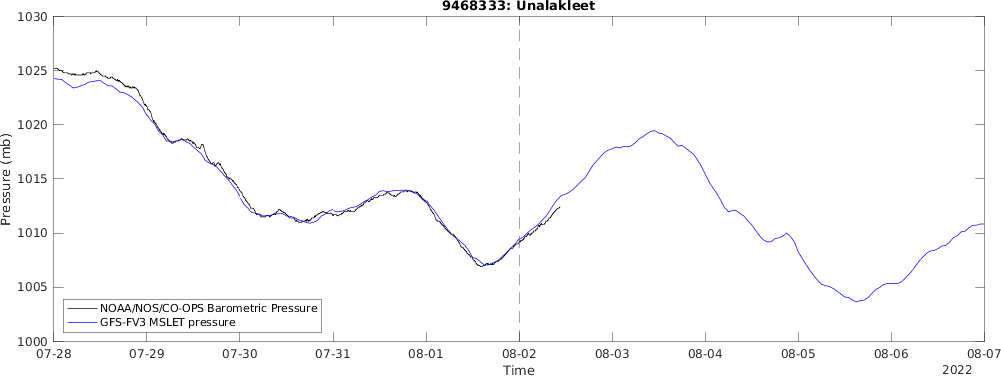 9468333: Unalakleet
1030
1025
1020
1015
1010
1005
1000
Pressure (mb)
NOAA/NOS/CO-OPS Barometric Pressure
GFS-FV3 MSLET pressure
07-28 07-29 07-30 07-31 08-01 08-02 08-03 08-04 08-05 08-06 08-07
Time
2022